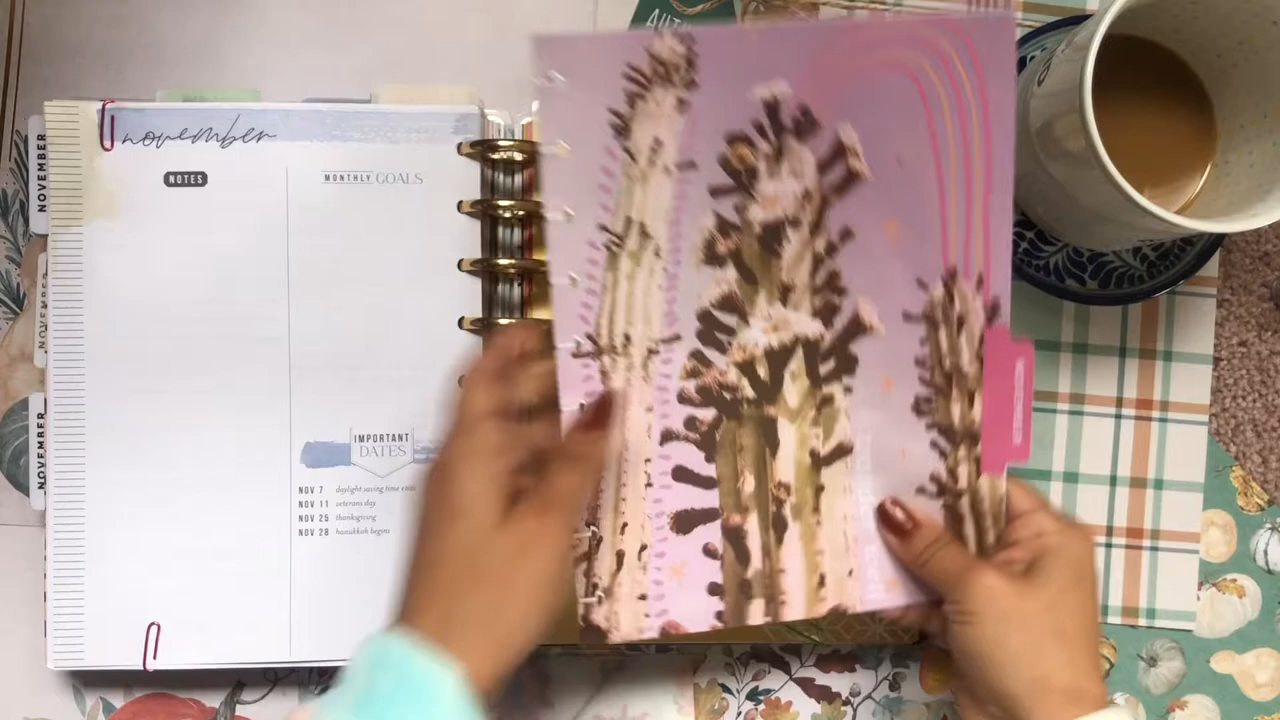 november
NOTES
MONTHLY GOALS
IMPORTANT
DATES
NOV 7 daylight saving time ends
NOV 11 veterans day
NOV 25 thanksgiving
NOV 28 hanukkah begins
NOVEMBER
NOVEMBER
NOVEMBER